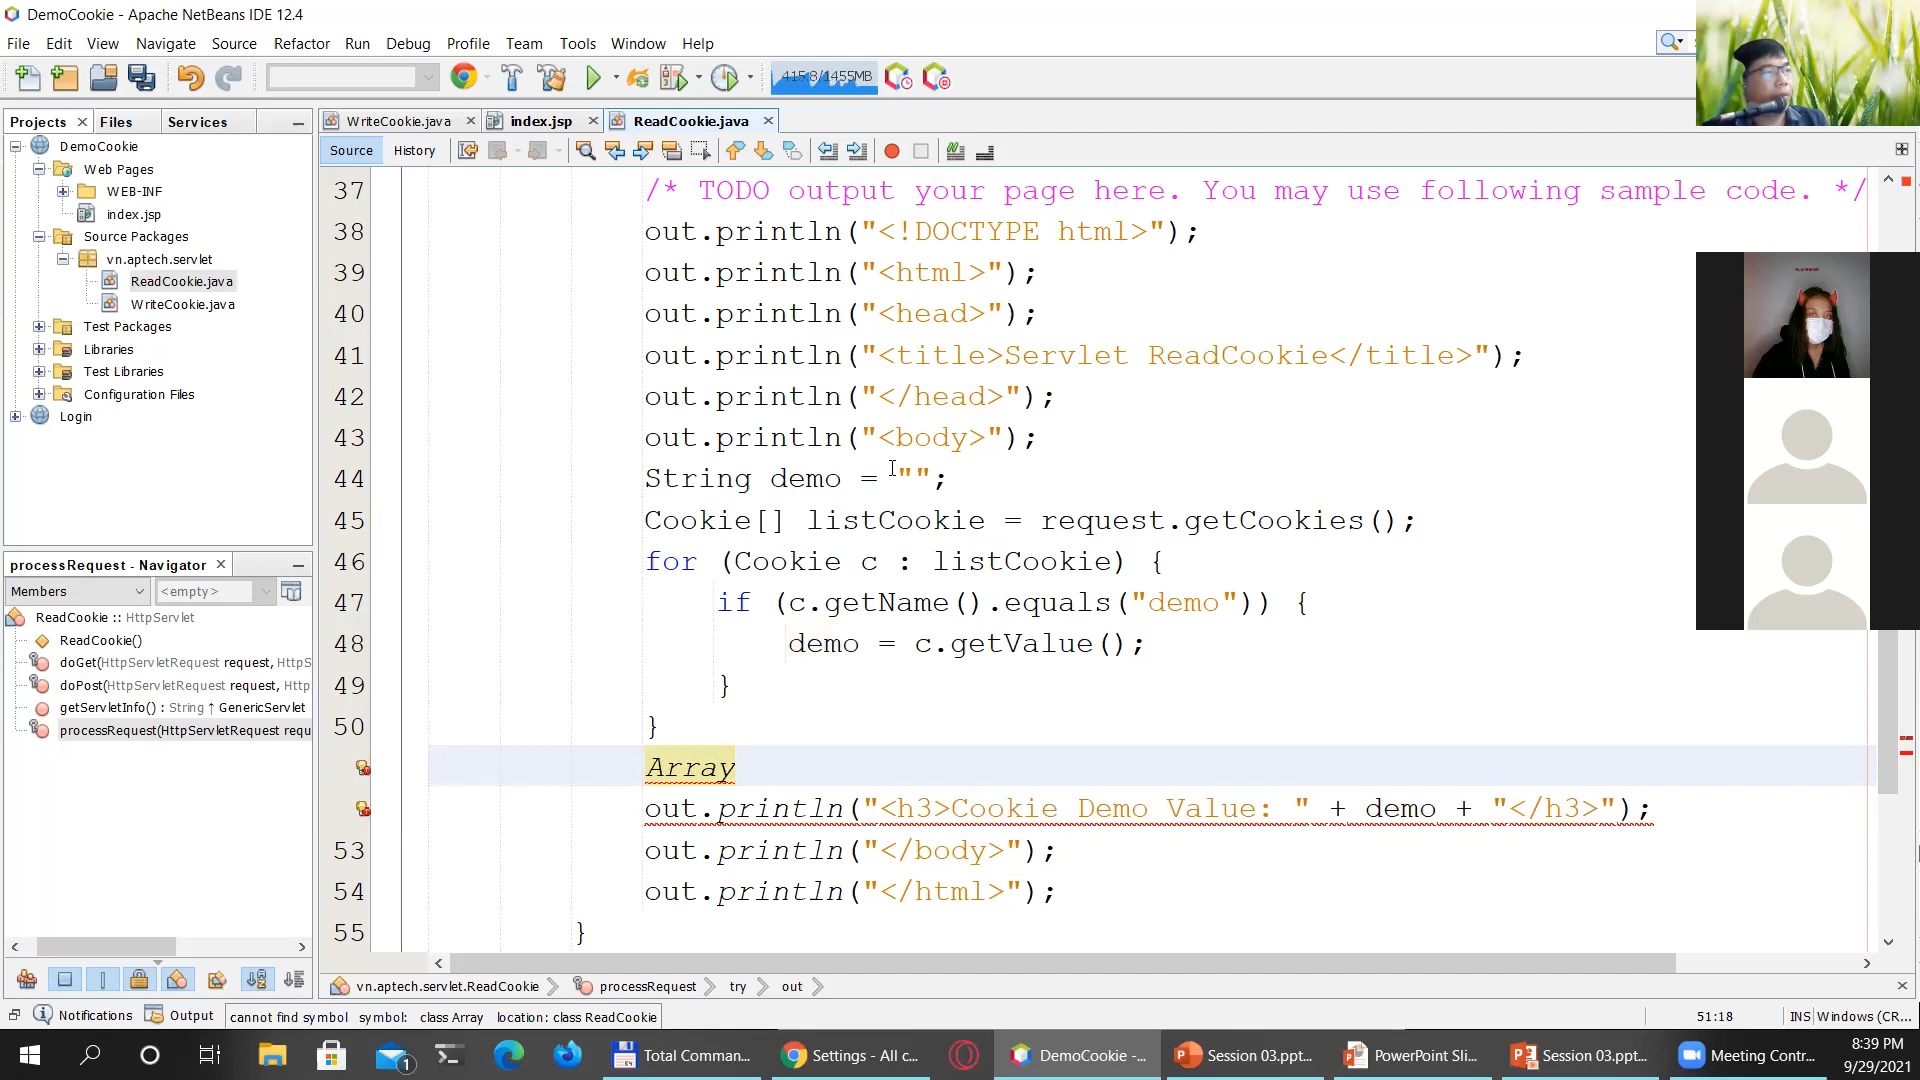 DemoCookie - Apache NetBeans IDE 12.4
File Edit View Navigate Source Refactor Run Debug Profile Team Tools Window Help
415.8/1455MB
Projects Files Services
WriteCookie.java index.jsp ReadCookie.java
Source History
DemoCookie
Web Pages
WEB-INF
index.jsp
Source Packages
vn.aptech.servlet
ReadCookie.java
WriteCookie.java
Test Packages
Libraries
Test Libraries
Configuration Files
Login
processRequest - Navigator
Members <empty>
ReadCookie :: HttpServlet
ReadCookie()
doGet(HttpServletRequest request, HttpS
doPost(HttpServletRequest request, Http
getServletInfo() : String ↑ GenericServlet
processRequest(HttpServletRequest requ
37 /* TODO output your page here. You may use following sample code. */
38 out.println("<!DOCTYPE html>");
39 out.println("<html>");
40 out.println("<head>");
41 out.println("<title>Servlet ReadCookie</title>");
42 out.println("</head>");
43 out.println("<body>");
44 String demo = "";
45 Cookie[] listCookie = request.getCookies();
46 for (Cookie c : listCookie) {
47 if (c.getName().equals("demo")) {
48 demo = c.getValue();
49 }
50 }
Array
out.println("<h3>Cookie Demo Value: " + demo + "</h3>");
53 out.println("</body>");
54 out.println("</html>");
55 }
vn.aptech.servlet.ReadCookie processRequest try out
Notifications Output cannot find symbol symbol: class Array location: class ReadCookie 51:18 INS Windows (CR...
1 Total Comman... Settings - All c... DemoCookie -... Session 03.ppt... PowerPoint Sli... Session 03.ppt... Meeting Contr...
8:39 PM
9/29/2021